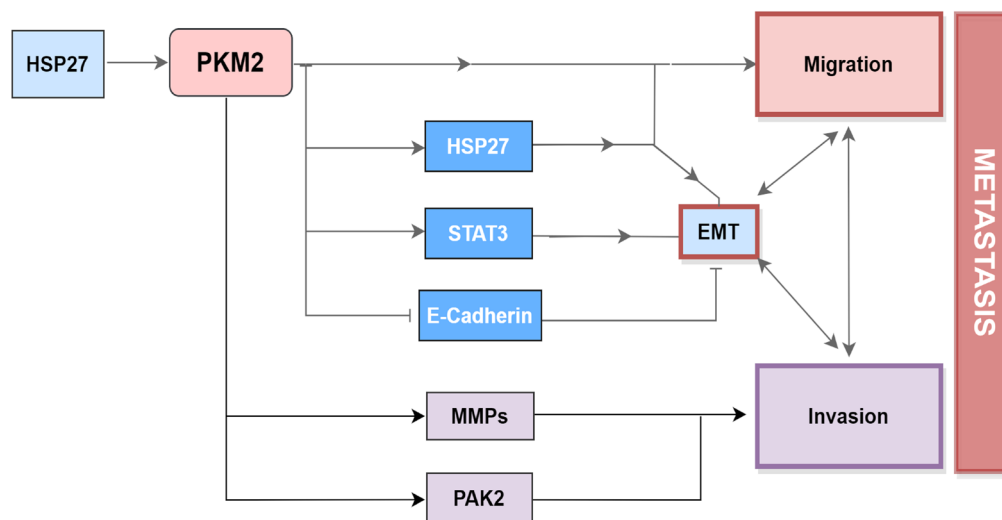 HSP27
PKM2
Migration
HSP27
STAT3
EMT
E-Cadherin
MMPs
Invasion
PAK2
METASTASIS